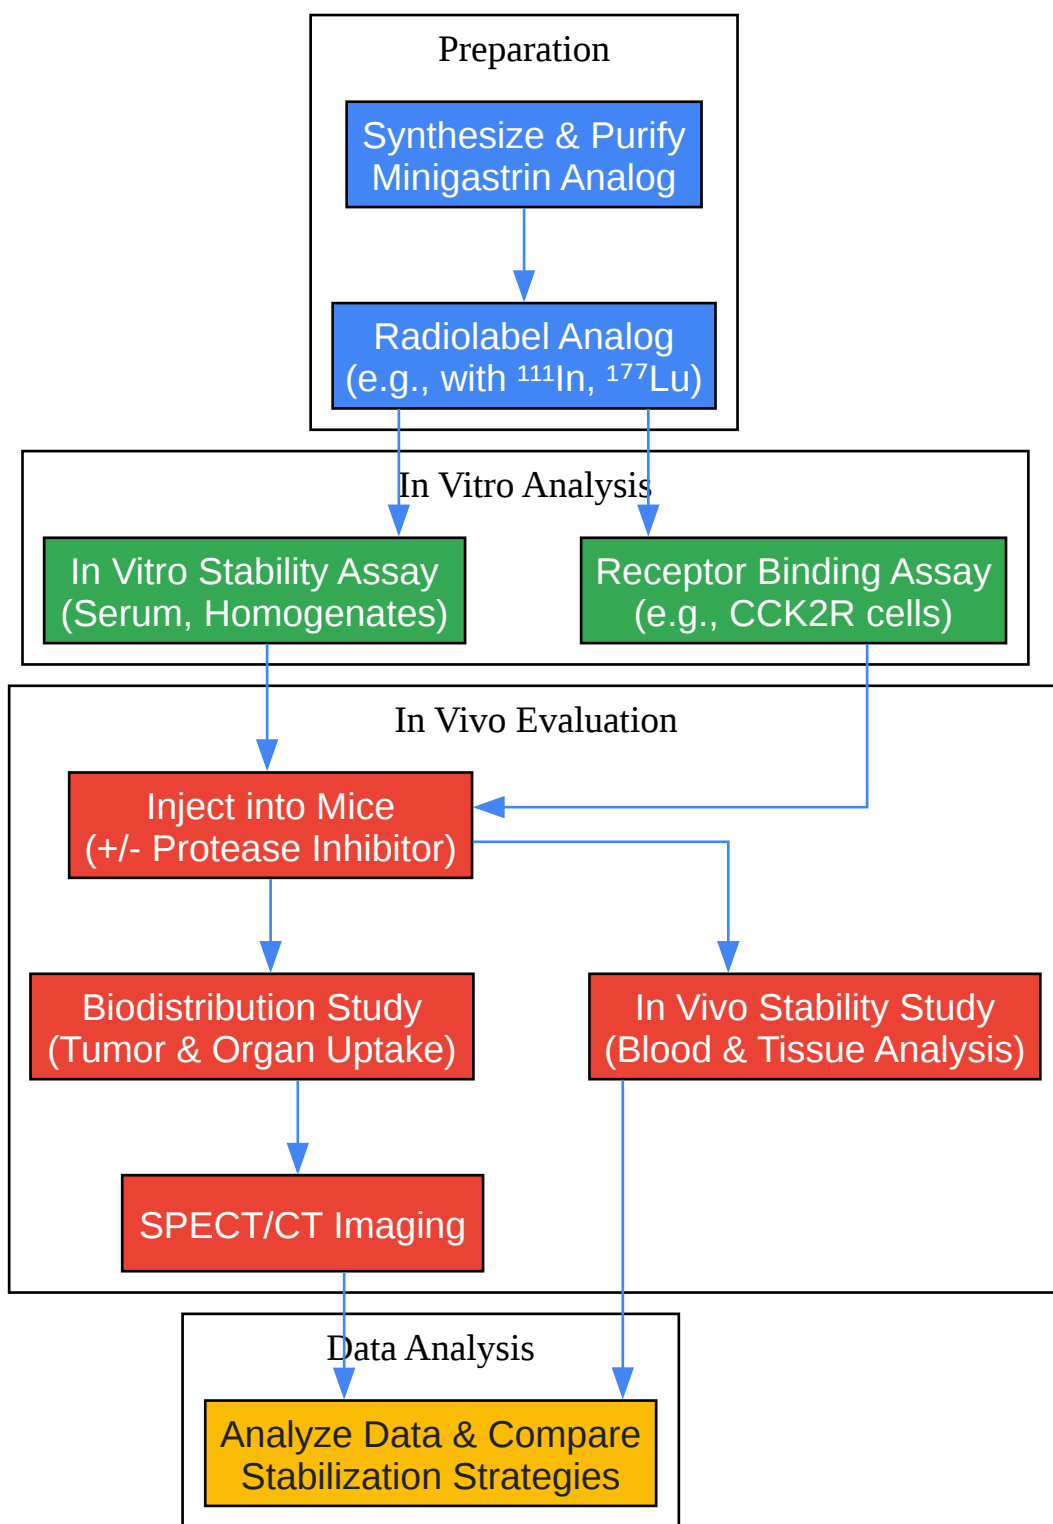 Preparation
Synthesize & Purify
Minigastrin Analog
Radiolabel Analog
(e.g., with ¹¹¹In, ¹⁷⁷Lu)
In Vitro Analysis
In Vitro Stability Assay
(Serum, Homogenates)
Receptor Binding Assay
(e.g., CCK2R cells)
In Vivo Evaluation
Inject into Mice
(+/- Protease Inhibitor)
Biodistribution Study
(Tumor & Organ Uptake)
In Vivo Stability Study
(Blood & Tissue Analysis)
SPECT/CT Imaging
Data Analysis
Analyze Data & Compare
Stabilization Strategies